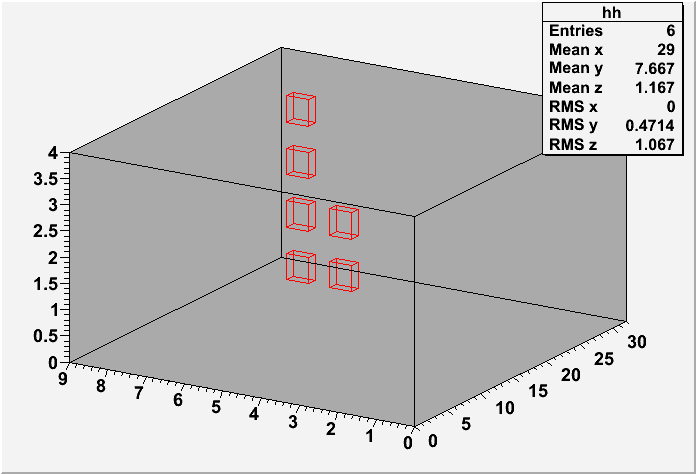 hh
Entries 6
Mean x 29
Mean y 7.667
Mean z 1.167
RMS x 0
RMS y 0.4714
RMS z 1.067
4
3.5
3
2.5
2
1.5
1
0.5
0
9 8 7 6 5 4 3 2 1 0
0 5 10 15 20 25 30